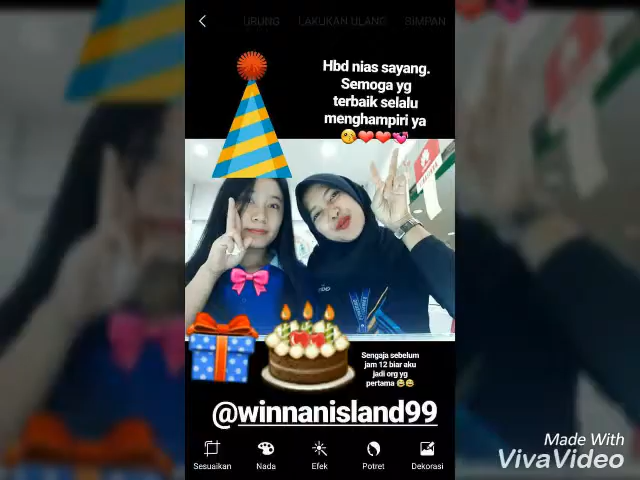 URUNG LAKUKAN ULANG SIMPAN
Hbd nias sayang.
Semoga yg
terbaik selalu
menghampiri ya
Sengaja sebelum
jam 12 biar aku
jadi org yg
pertama
@winnanisland99
Sesuaikan Nada Efek Potret Dekorasi
Made With
VivaVideo